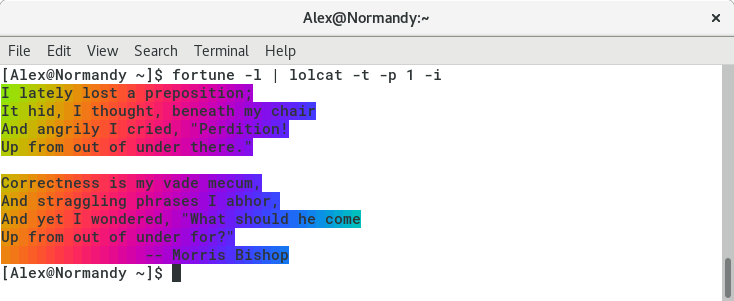 Alex@Normandy:~ ×
File Edit View Search Terminal Help
[Alex@Normandy ~]$ fortune -l | lolcat -t -p 1 -i
I lately lost a preposition;
It hid, I thought, beneath my chair
And angrily I cried, "Perdition!
Up from out of under there."

Correctness is my vade mecum,
And straggling phrases I abhor,
And yet I wondered, "What should he come
Up from out of under for?"
-- Morris Bishop
[Alex@Normandy ~]$